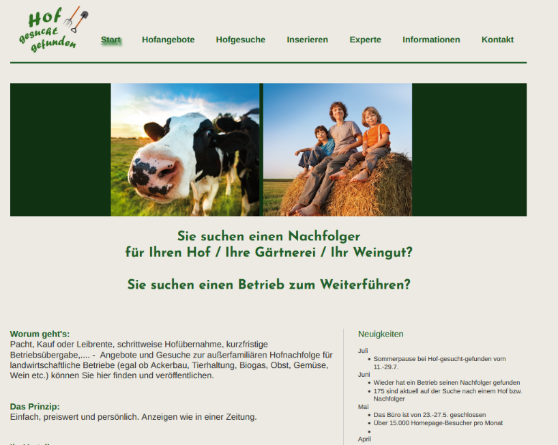 Hof
gesucht
gefunden
Start
Hofangebote
Hofgesuche
Inserieren
Experte
Informationen
Kontakt
Sie suchen einen Nachfolger
für Ihren Hof / Ihre Gärtnerei / Ihr Weingut?
Sie suchen einen Betrieb zum Weiterführen?
Worum geht's:
Pacht, Kauf oder Leibrente, schrittweise Hofübernahme, kurzfristige
Betriebsübergabe,.... - Angebote und Gesuche zur außerfamiliären Hofnachfolge für
landwirtschaftliche Betriebe (egal ob Ackerbau, Tierhaltung, Biogas, Obst, Gemüse,
Wein etc.) können Sie hier finden und veröffentlichen.
Das Prinzip:
Einfach, preiswert und persönlich. Anzeigen wie in einer Zeitung.
Neuigkeiten
Juli
Sommerpause bei Hof-gesucht-gefunden vom
11.-29.7.
Juni
Wieder hat ein Betrieb seinen Nachfolger gefunden
175 sind aktuell auf der Suche nach einem Hof bzw.
Nachfolger
Mai
Das Büro ist von 23.-27.5. geschlossen
Über 15.000 Homepage-Besucher pro Monat
April